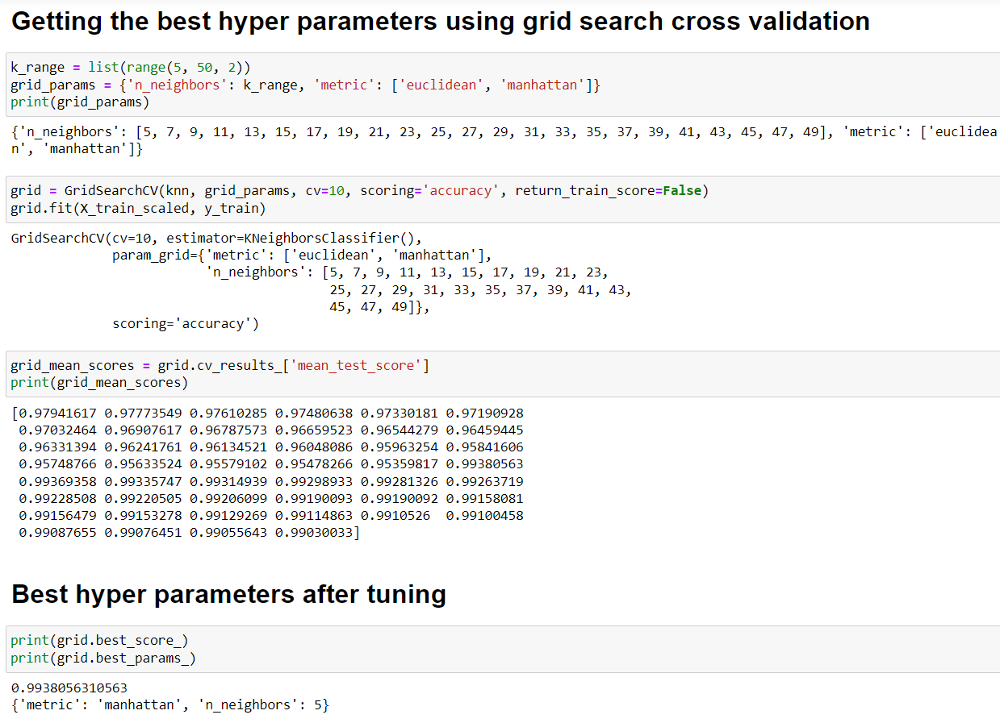 Getting the best hyper parameters using grid search cross validation
k_range = list(range(5, 50, 2))
grid_params = {'n_neighbors': k_range, 'metric': ['euclidean', 'manhattan']}
print(grid_params)
{'n_neighbors': [5, 7, 9, 11, 13, 15, 17, 19, 21, 23, 25, 27, 29, 31, 33, 35, 37, 39, 41, 43, 45, 47, 49], 'metric': ['euclidea
n', 'manhattan']}
grid = GridSearchCV(knn, grid_params, cv=10, scoring='accuracy', return_train_score=False)
grid.fit(X_train_scaled, y_train)
GridSearchCV(cv=10, estimator=KNeighborsClassifier(),
             param_grid={'metric': ['euclidean', 'manhattan'],
                         'n_neighbors': [5, 7, 9, 11, 13, 15, 17, 19, 21, 23,
                                         25, 27, 29, 31, 33, 35, 37, 39, 41, 43,
                                         45, 47, 49]},
             scoring='accuracy')
grid_mean_scores = grid.cv_results_['mean_test_score']
print(grid_mean_scores)
[0.97941617 0.97773549 0.97610285 0.97480638 0.97330181 0.97190928
 0.97032464 0.96907617 0.96787573 0.96659523 0.96544279 0.96459445
 0.96331394 0.96241761 0.96134521 0.96048086 0.95963254 0.95841606
 0.95748766 0.95633524 0.95579102 0.95478266 0.95359817 0.99380563
 0.99369358 0.99335747 0.99314939 0.99298933 0.99281326 0.99263719
 0.99228508 0.99220505 0.99206099 0.99190093 0.99190092 0.99158081
 0.99156479 0.99153278 0.99129269 0.99114863 0.9910526  0.99100458
 0.99087655 0.99076451 0.99055643 0.99030033]
Best hyper parameters after tuning
print(grid.best_score_)
print(grid.best_params_)
0.9938056310563
{'metric': 'manhattan', 'n_neighbors': 5}